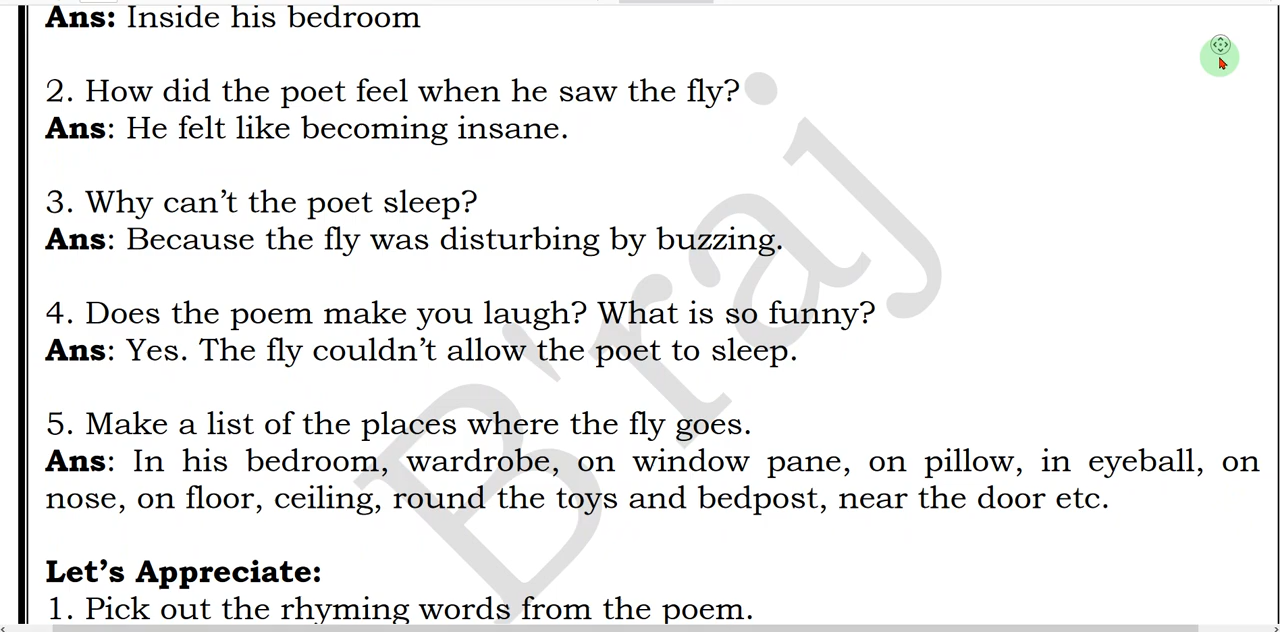 Ans: Inside his bedroom
2. How did the poet feel when he saw the fly?
Ans: He felt like becoming insane.
3. Why can’t the poet sleep?
Ans: Because the fly was disturbing by buzzing.
4. Does the poem make you laugh? What is so funny?
Ans: Yes. The fly couldn’t allow the poet to sleep.
5. Make a list of the places where the fly goes.
Ans: In his bedroom, wardrobe, on window pane, on pillow, in eyeball, on
nose, on floor, ceiling, round the toys and bedpost, near the door etc.
Let’s Appreciate:
1. Pick out the rhyming words from the poem.
B'raj